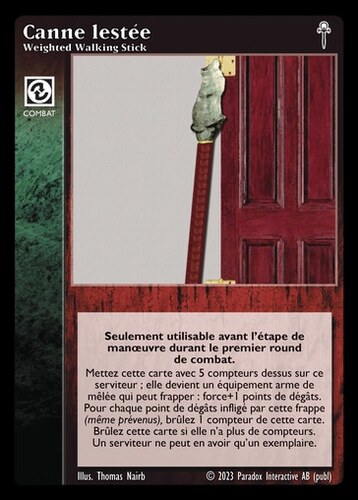 Canne lestée
Weighted Walking Stick
COMBAT
Seulement utilisable avant l'étape de
manœuvre durant le premier round
de combat.
Mettez cette carte avec 5 compteurs dessus sur ce
serviteur ; elle devient un équipement arme de
mêlée qui peut frapper : force+1 points de dégâts.
Pour chaque point de dégâts infligé par cette frappe
(même prévenus), brûlez 1 compteur de cette carte.
Brûlez cette carte si elle n'a plus de compteurs.
Un serviteur ne peut en avoir qu'un exemplaire.
Illus. Thomas Nairb
© 2023 Paradox Interactive AB (publ)